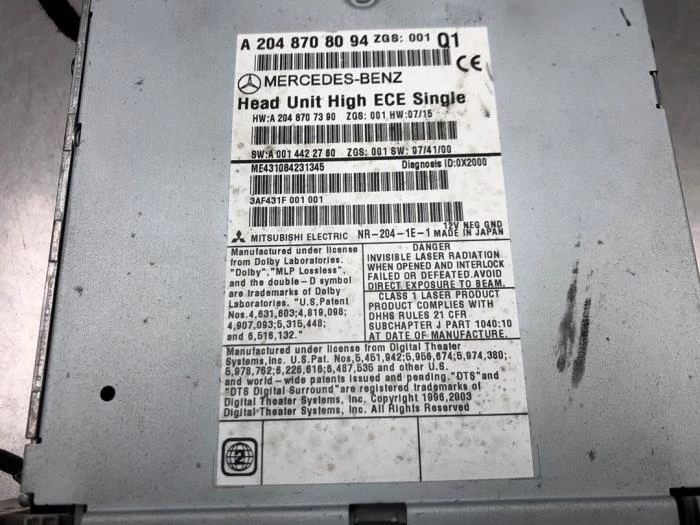 A 204 870 80 94 ZGS: 001 Q1
CE
MERCEDES-BENZ
Head Unit High ECE Single
HW:A 204 870 73 90 ZGS: 001 HW:07/15
SW:A 001 442 27 60 ZGS: 001 SW: 07/41/00
ME431084231345 Diagnosis ID:0X2000
3AF431F 001 001
12V NEG GND
MITSUBISHI ELECTRIC NR-204-1E-1 MADE IN JAPAN
Manufactured under license
from Dolby Laboratories.
"Dolby","MLP Lossless",
and the double-D symbol
are trademarks of Dolby
Laboratories. "U.S.Patent
Nos.4,631,603;4,819,098;
4,907,093;5,315,448;
and 6,516,132."
DANGER
INVISIBLE LASER RADIATION
WHEN OPENED AND INTERLOCK
FAILED OR DEFEATED.AVOID
DIRECT EXPOSURE TO BEAM.
CLASS 1 LASER PRODUCT
PRODUCT COMPLIES WITH
DHHS RULES 21 CFR
SUBCHAPTER J PART 1040:10
AT DATE OF MANUFACTURE.
Manufactured under license from Digital Theater
Systems,Inc. U.S.Pat. Nos.5,451,942;5,956,674;5,974,380;
5,978,762;6,226,616;6,487,535 and other U.S.
and world-wide patents issued and pending."DTS"and
"DTS Digital Surround"are registered trademarks of
Digital Theater Systems, Inc. Copyright 1996,2003
Digital Theater Systems, Inc. All Rights Reserved
2